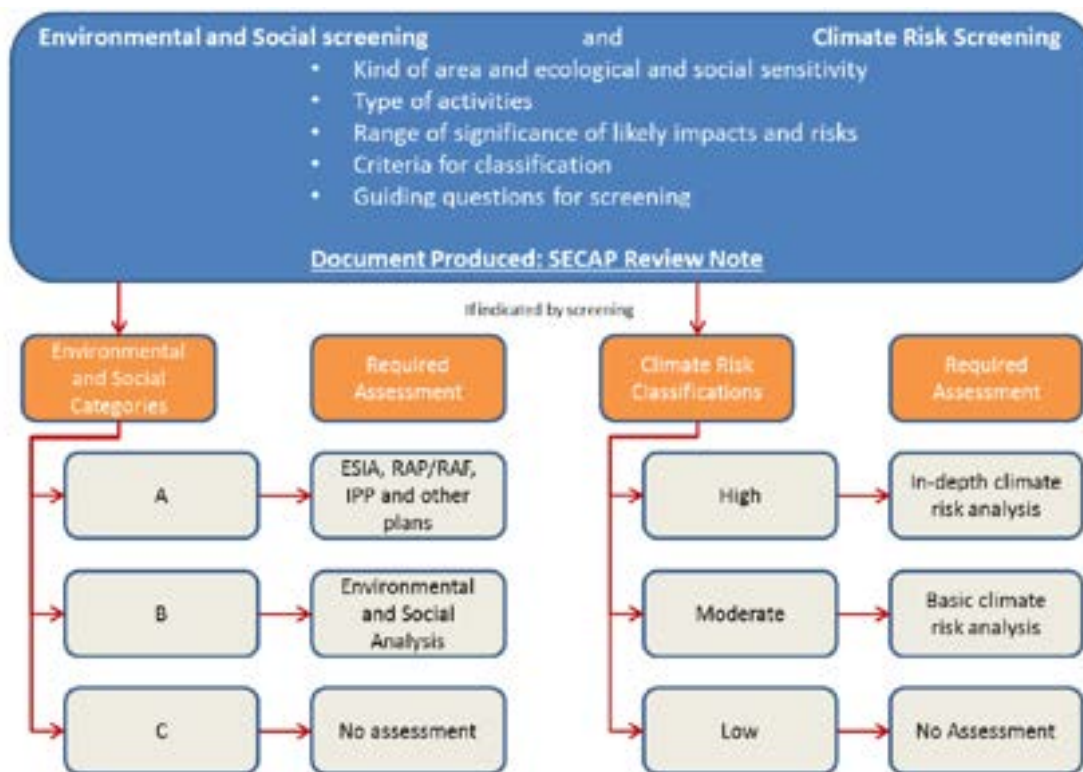 Environmental and Social screening and Climate Risk Screening
• Kind of area and ecological and social sensitivity
• Type of activities
• Range of significance of likely impacts and risks
• Criteria for classification
• Guiding questions for screening
Document Produced: SECAP Review Note
If indicated by screening
Environmental
and Social
Categories
Required
Assessment
Climate Risk
Classifications
Required
Assessment
A
ESIA, RAP/RAF,
IPP and other
plans
High
In-depth climate
risk analysis
B
Environmental
and Social
Analysis
Moderate
Basic climate
risk analysis
C
No assessment
Low
No Assessment